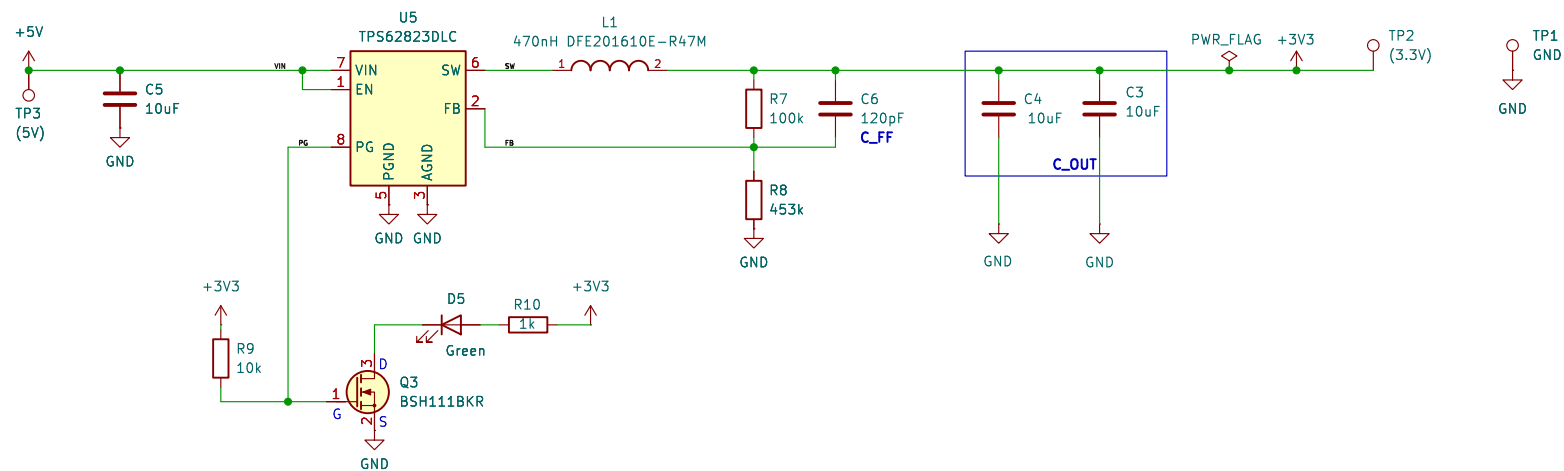 U5
TPS62823DLC
L1
470nH DFE201610E-R47M
+5V
PWR_FLAG
+3V3
TP2
(3.3V)
TP1
GND
VIN
7
VIN
SW
6
SW
1
2
1
EN
FB
2
C5
10uF
TP3
(5V)
R7
100k
C6
120pF
C_FF
C4
10uF
C3
10uF
GND
PG
8
PG
FB
GND
PGND
AGND
C_OUT
5
3
R8
453k
GND
GND
GND
GND
GND
+3V3
D5
R10
1k
+3V3
Green
R9
10k
3
D
Q3
BSH111BKR
1
G
2
S
GND